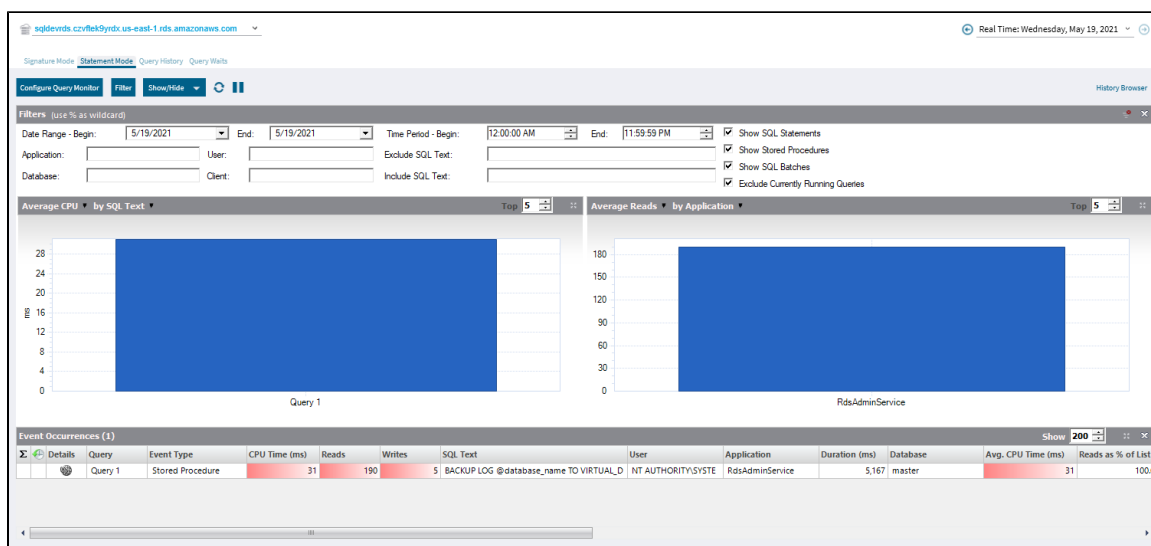 sqldevrds.czvflek9yrdx.us-east-1.rds.amazonaws.com
Real Time: Wednesday, May 19, 2021
Signature Mode Statement Mode Query History Query Waits
Configure Query Monitor Filter Show/Hide History Browser
Filters (use % as wildcard)
Date Range - Begin: 5/19/2021 End: 5/19/2021 Time Period - Begin: 12:00:00 AM End: 11:59:59 PM Show SQL Statements
Application: User: Exclude SQL Text: Show Stored Procedures
Show SQL Batches
Database: Client: Include SQL Text:
Exclude Currently Running Queries
Average CPU by SQL Text Top 5 Average Reads by Application Top 5
28
24
20
16
12
8
4
0
ms
Query 1
180
150
120
90
60
30
0
RdsAdminService
Event Occurrences (1) Show 200
Σ Details Query Event Type CPU Time (ms) Reads Writes SQL Text User Application Duration (ms) Database Avg. CPU Time (ms) Reads as % of List
Query 1 Stored Procedure 31 190 5 BACKUP LOG @database_name TO VIRTUAL_D NT AUTHORITY\SYSTE RdsAdminService 5,167 master 31 100.